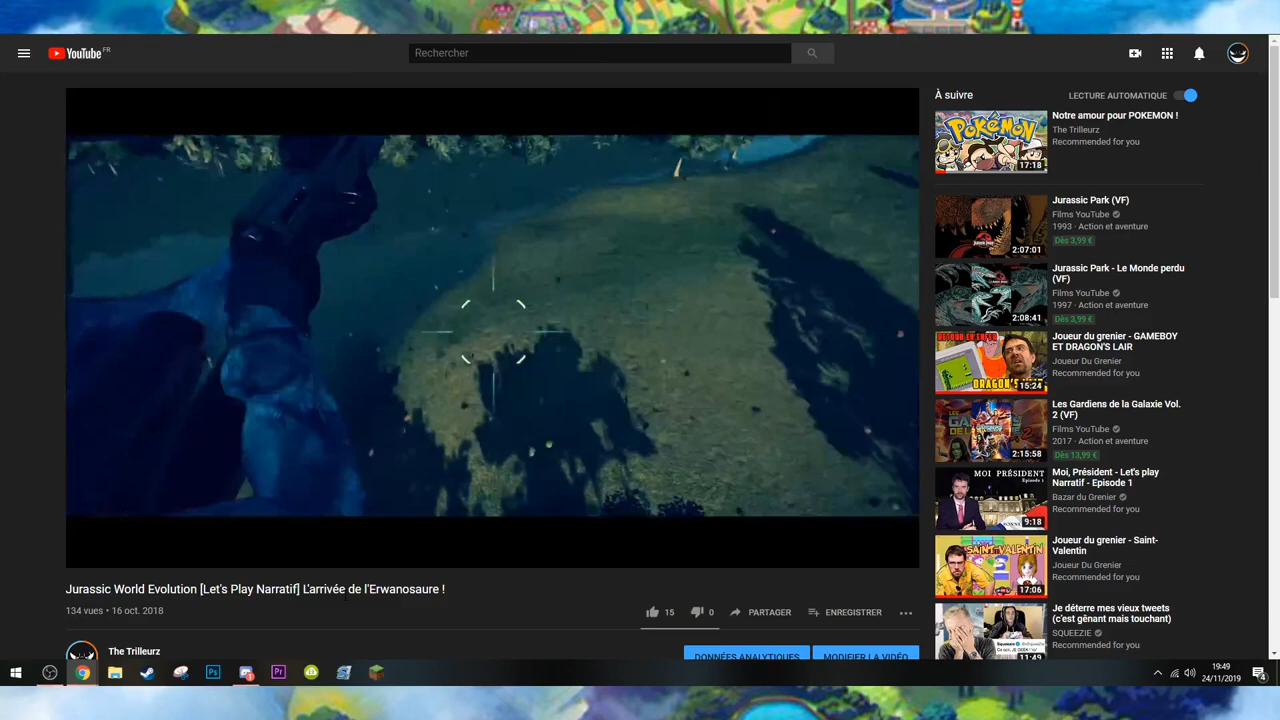 YouTube FR
Rechercher
À suivre
LECTURE AUTOMATIQUE
POKÉMON
17:18
Notre amour pour POKEMON !
The Trilleurz
Recommended for you
2:07:01
Jurassic Park (VF)
Films YouTube
1993 · Action et aventure
Dès 3,99 €
2:08:41
Jurassic Park - Le Monde perdu
(VF)
Films YouTube
1997 · Action et aventure
Dès 3,99 €
15:24
Joueur du grenier - GAMEBOY
ET DRAGON'S LAIR
Joueur Du Grenier
Recommended for you
2:15:58
Les Gardiens de la Galaxie Vol.
2 (VF)
Films YouTube
2017 · Action et aventure
Dès 13,99 €
MOI PRÉSIDENT
Episode 1
9:18
Moi, Président - Let's play
Narratif - Episode 1
Bazar du Grenier
Recommended for you
SAINT-VALENTIN
17:06
Joueur du grenier - Saint-
Valentin
Joueur Du Grenier
Recommended for you
11:49
Je déterre mes vieux tweets
(c'est gênant mais touchant)
SQUEEZIE
Recommended for you
Jurassic World Evolution [Let's Play Narratif] L'arrivée de l'Erwanosaure !
134 vues • 16 oct. 2018
15
0
PARTAGER
ENREGISTRER
The Trilleurz
DONNÉES ANALYTIQUES
MODIFIER LA VIDÉO
Ps
Pr
19:49
24/11/2019
4